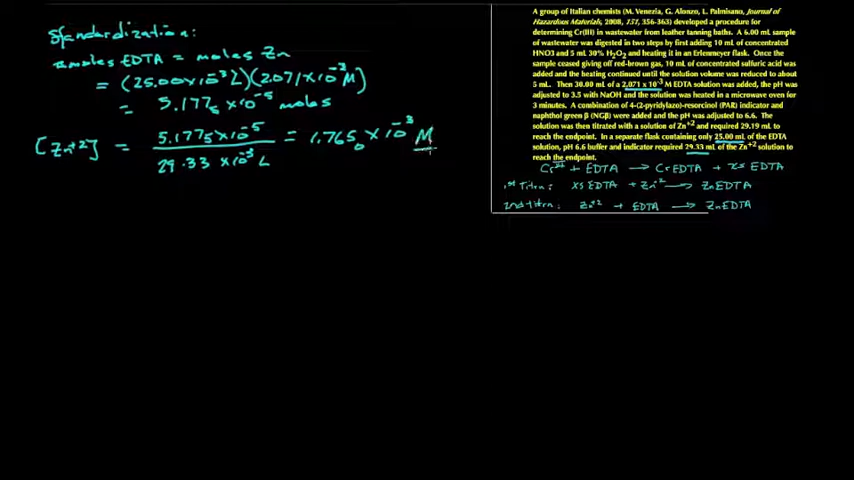 Standardization:
moles EDTA = moles Zn
= (25.00×10⁻³ L)(2.071×10⁻³ M)
= 5.177₅ ×10⁻⁵ moles
[Zn⁺²] = 5.177₅×10⁻⁵ / 29.33 ×10⁻³ L = 1.765₀ ×10⁻³ M
A group of Italian chemists (M. Venezia, G. Alonzo, L. Palmisano, Journal of
Hazardous Materials, 2008, 151, 356-363) developed a procedure for
determining Cr(III) in wastewater from leather tanning baths. A 6.00 mL sample
of wastewater was digested in two steps by first adding 10 mL of concentrated
HNO3 and 5 mL 30% H₂O₂ and heating it in an Erlenmeyer flask. Once the
sample ceased giving off red-brown gas, 10 mL of concentrated sulfuric acid was
added and the heating continued until the solution volume was reduced to about
5 mL. Then 30.00 mL of a 2.071 x 10⁻³ M EDTA solution was added, the pH was
adjusted to 3.5 with NaOH and the solution was heated in a microwave oven for
3 minutes. A combination of 4-(2-pyridylazo)-resorcinol (PAR) indicator and
naphthol green β (NGβ) were added and the pH was adjusted to 6.6. The
solution was then titrated with a solution of Zn⁺² and required 29.19 mL to
reach the endpoint. In a separate flask containing only 25.00 mL of the EDTA
solution, pH 6.6 buffer and indicator required 29.33 mL of the Zn⁺² solution to
reach the endpoint.
+ EDTA → CrEDTA + xs EDTA
1st Titrn: xs EDTA + Zn⁺² → ZnEDTA
2nd titrn: Zn⁺² + EDTA → ZnEDTA